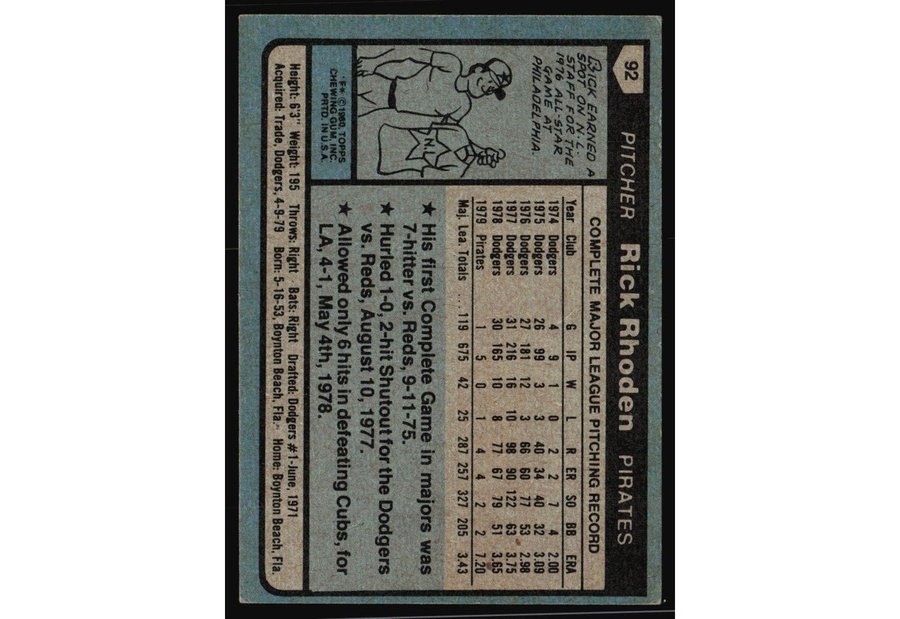 92 PITCHER Rick Rhoden PIRATES
RICK EARNED A
SPOT ON N.L.
STAFF FOR THE
1976 ALL STAR
GAME AT
PHILADELPHIA.
N.L.
*F* © 1980, TOPPS
CHEWING GUM, INC.
PRTD. IN U.S.A.
COMPLETE MAJOR LEAGUE PITCHING RECORD
Year Club G IP W L R ER SO BB ERA
1974 Dodgers 4 9 1 0 2 2 7 4 2.00
1975 Dodgers 26 99 3 3 40 34 40 32 3.09
1976 Dodgers 27 181 12 3 66 60 77 53 2.98
1977 Dodgers 31 216 16 10 98 90 122 63 3.75
1978 Dodgers 30 165 10 8 77 67 79 51 3.65
1979 Pirates 1 5 0 1 4 4 2 2 7.20
Maj. Lea. Totals ... 119 675 42 25 287 257 327 205 3.43
★ His first Complete Game in majors was
7-hitter vs. Reds, 9-11-75.
★ Hurled 1-0, 2-hit Shutout for the Dodgers
vs. Reds, August 10, 1977.
★ Allowed only 6 hits in defeating Cubs, for
LA, 4-1, May 4th, 1978.
Height: 6'3" Weight: 195 Throws: Right Bats: Right Drafted: Dodgers #1-June, 1971
Acquired: Trade, Dodgers, 4-9-79 Born: 5-16-53, Boynton Beach, Fla. Home: Boynton Beach, Fla.